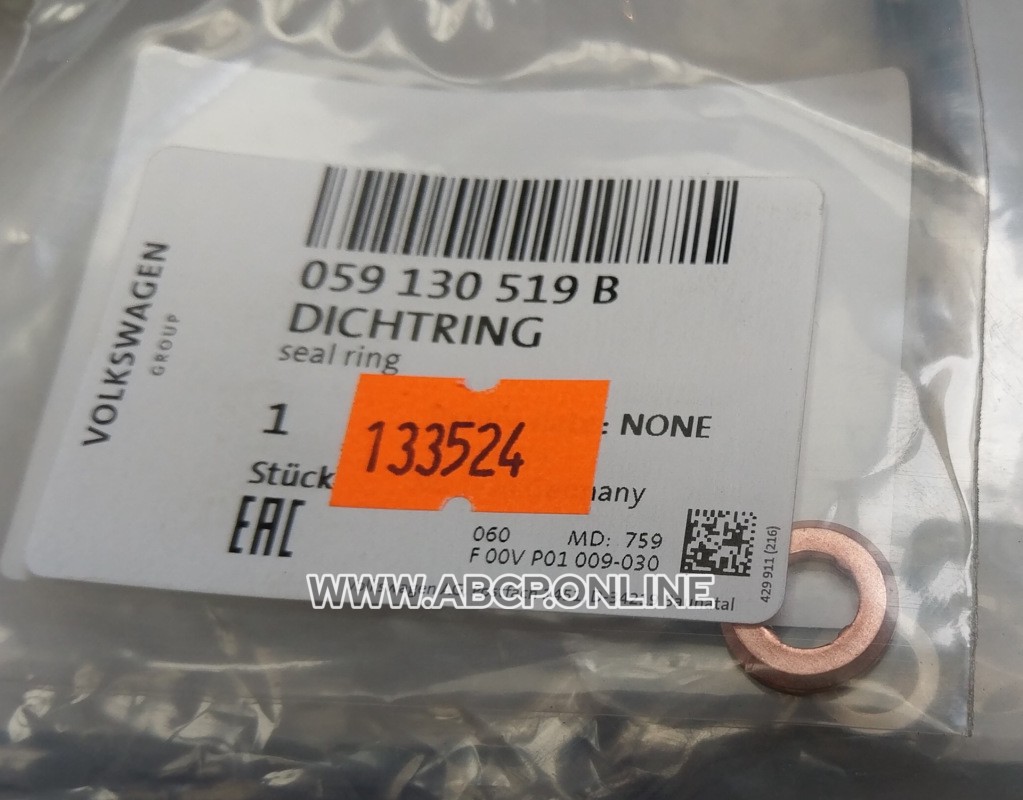 VOLKSWAGEN
GROUP
059 130 519 B
DICHTRING
seal ring
1
133524
: NONE
Stück
many
EAC
060 MD: 759
F 00V P01 009-030
WWW.ABCP.ONLINE
429 911 (216)